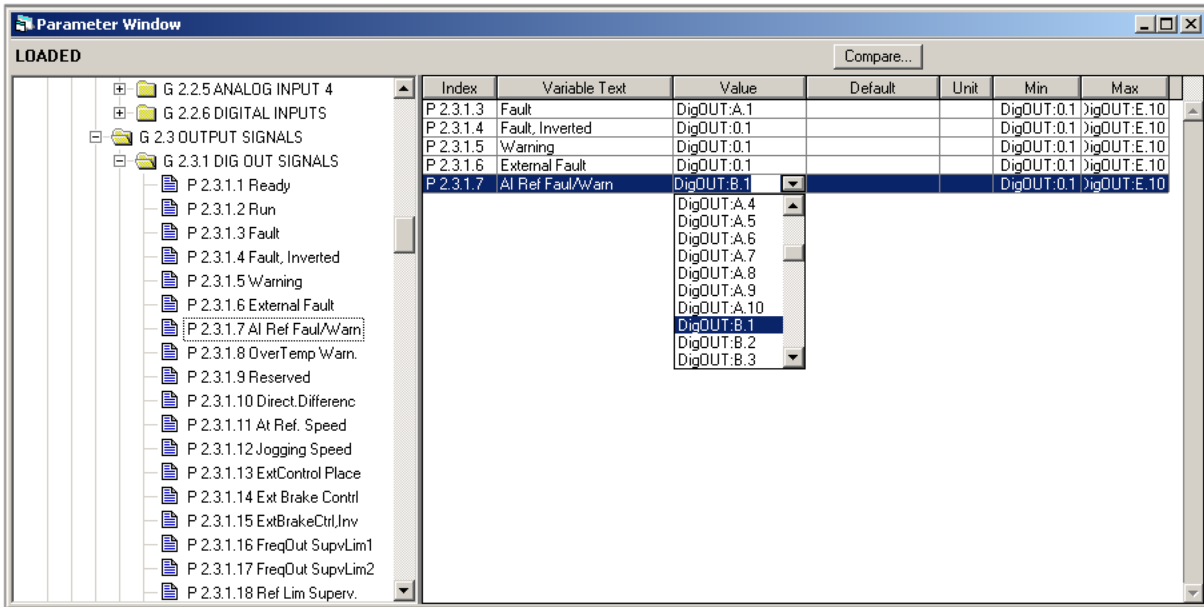 Parameter Window
LOADED
Compare...
G 2.2.5 ANALOG INPUT 4
G 2.2.6 DIGITAL INPUTS
G 2.3 OUTPUT SIGNALS
G 2.3.1 DIG OUT SIGNALS
P 2.3.1.1 Ready
P 2.3.1.2 Run
P 2.3.1.3 Fault
P 2.3.1.4 Fault, Inverted
P 2.3.1.5 Warning
P 2.3.1.6 External Fault
P 2.3.1.7 AI Ref Faul/Warn
P 2.3.1.8 OverTemp Warn.
P 2.3.1.9 Reserved
P 2.3.1.10 Direct.Differenc
P 2.3.1.11 At Ref. Speed
P 2.3.1.12 Jogging Speed
P 2.3.1.13 ExtControl Place
P 2.3.1.14 Ext Brake Contrl
P 2.3.1.15 ExtBrakeCtrl,Inv
P 2.3.1.16 FreqOut SupvLim1
P 2.3.1.17 FreqOut SupvLim2
P 2.3.1.18 Ref Lim Superv.
Index Variable Text Value Default Unit Min Max
P 2.3.1.3 Fault DigOUT:A.1 DigOUT:0.1 DigOUT:E.10
P 2.3.1.4 Fault, Inverted DigOUT:0.1 DigOUT:0.1 DigOUT:E.10
P 2.3.1.5 Warning DigOUT:0.1 DigOUT:0.1 DigOUT:E.10
P 2.3.1.6 External Fault DigOUT:0.1 DigOUT:0.1 DigOUT:E.10
P 2.3.1.7 AI Ref Faul/Warn DigOUT:B.1 DigOUT:0.1 DigOUT:E.10
DigOUT:A.4
DigOUT:A.5
DigOUT:A.6
DigOUT:A.7
DigOUT:A.8
DigOUT:A.9
DigOUT:A.10
DigOUT:B.1
DigOUT:B.2
DigOUT:B.3